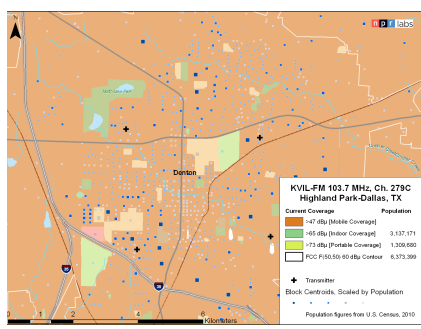 npr labs
Denton
KVIL-FM 103.7 MHz, Ch. 279C
Highland Park-Dallas, TX
Current Coverage Population
>47 dBμ [Mobile Coverage]
>65 dBμ [Indoor Coverage] 3,137,171
>73 dBμ [Portable Coverage] 1,309,680
FCC F(50,50) 60 dBμ Contour 6,373,399
Transmitter
Block Centroids, Scaled by Population
Population figures from U.S. Census, 2010
35
35
0 1 2 4 6
Kilometers